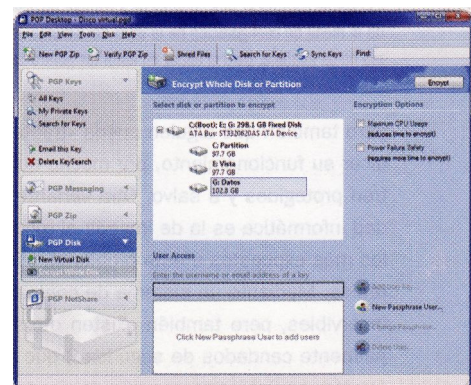 PGP Desktop - Disco virtual.pgd
File Edit View Tools Disk Help
New PGP Zip Verify PGP Zip Shred Files Search for Keys Sync Keys Find:
PGP Keys
All Keys
My Private Keys
Search for Keys
Email this Key
Delete KeySearch
PGP Messaging
PGP Zip
PGP Disk
New Virtual Disk
PGP NetShare
Encrypt Whole Disk or Partition
Encrypt
Select disk or partition to encrypt
C:(Boot); E: G: 298.1 GB Fixed Disk
ATA Bus: ST3320620AS ATA Device
C: Partition
97.7 GB
E: Vista
97.7 GB
G: Datos
102.8 GB
Encryption Options
Maximum CPU Usage
(reduces time to encrypt)
Power Failure Safety
(requires more time to encrypt)
User Access
Enter the username or email address of a key
Click New Passphrase User to add users
Add User Key
New Passphrase User...
Change Passphrase...